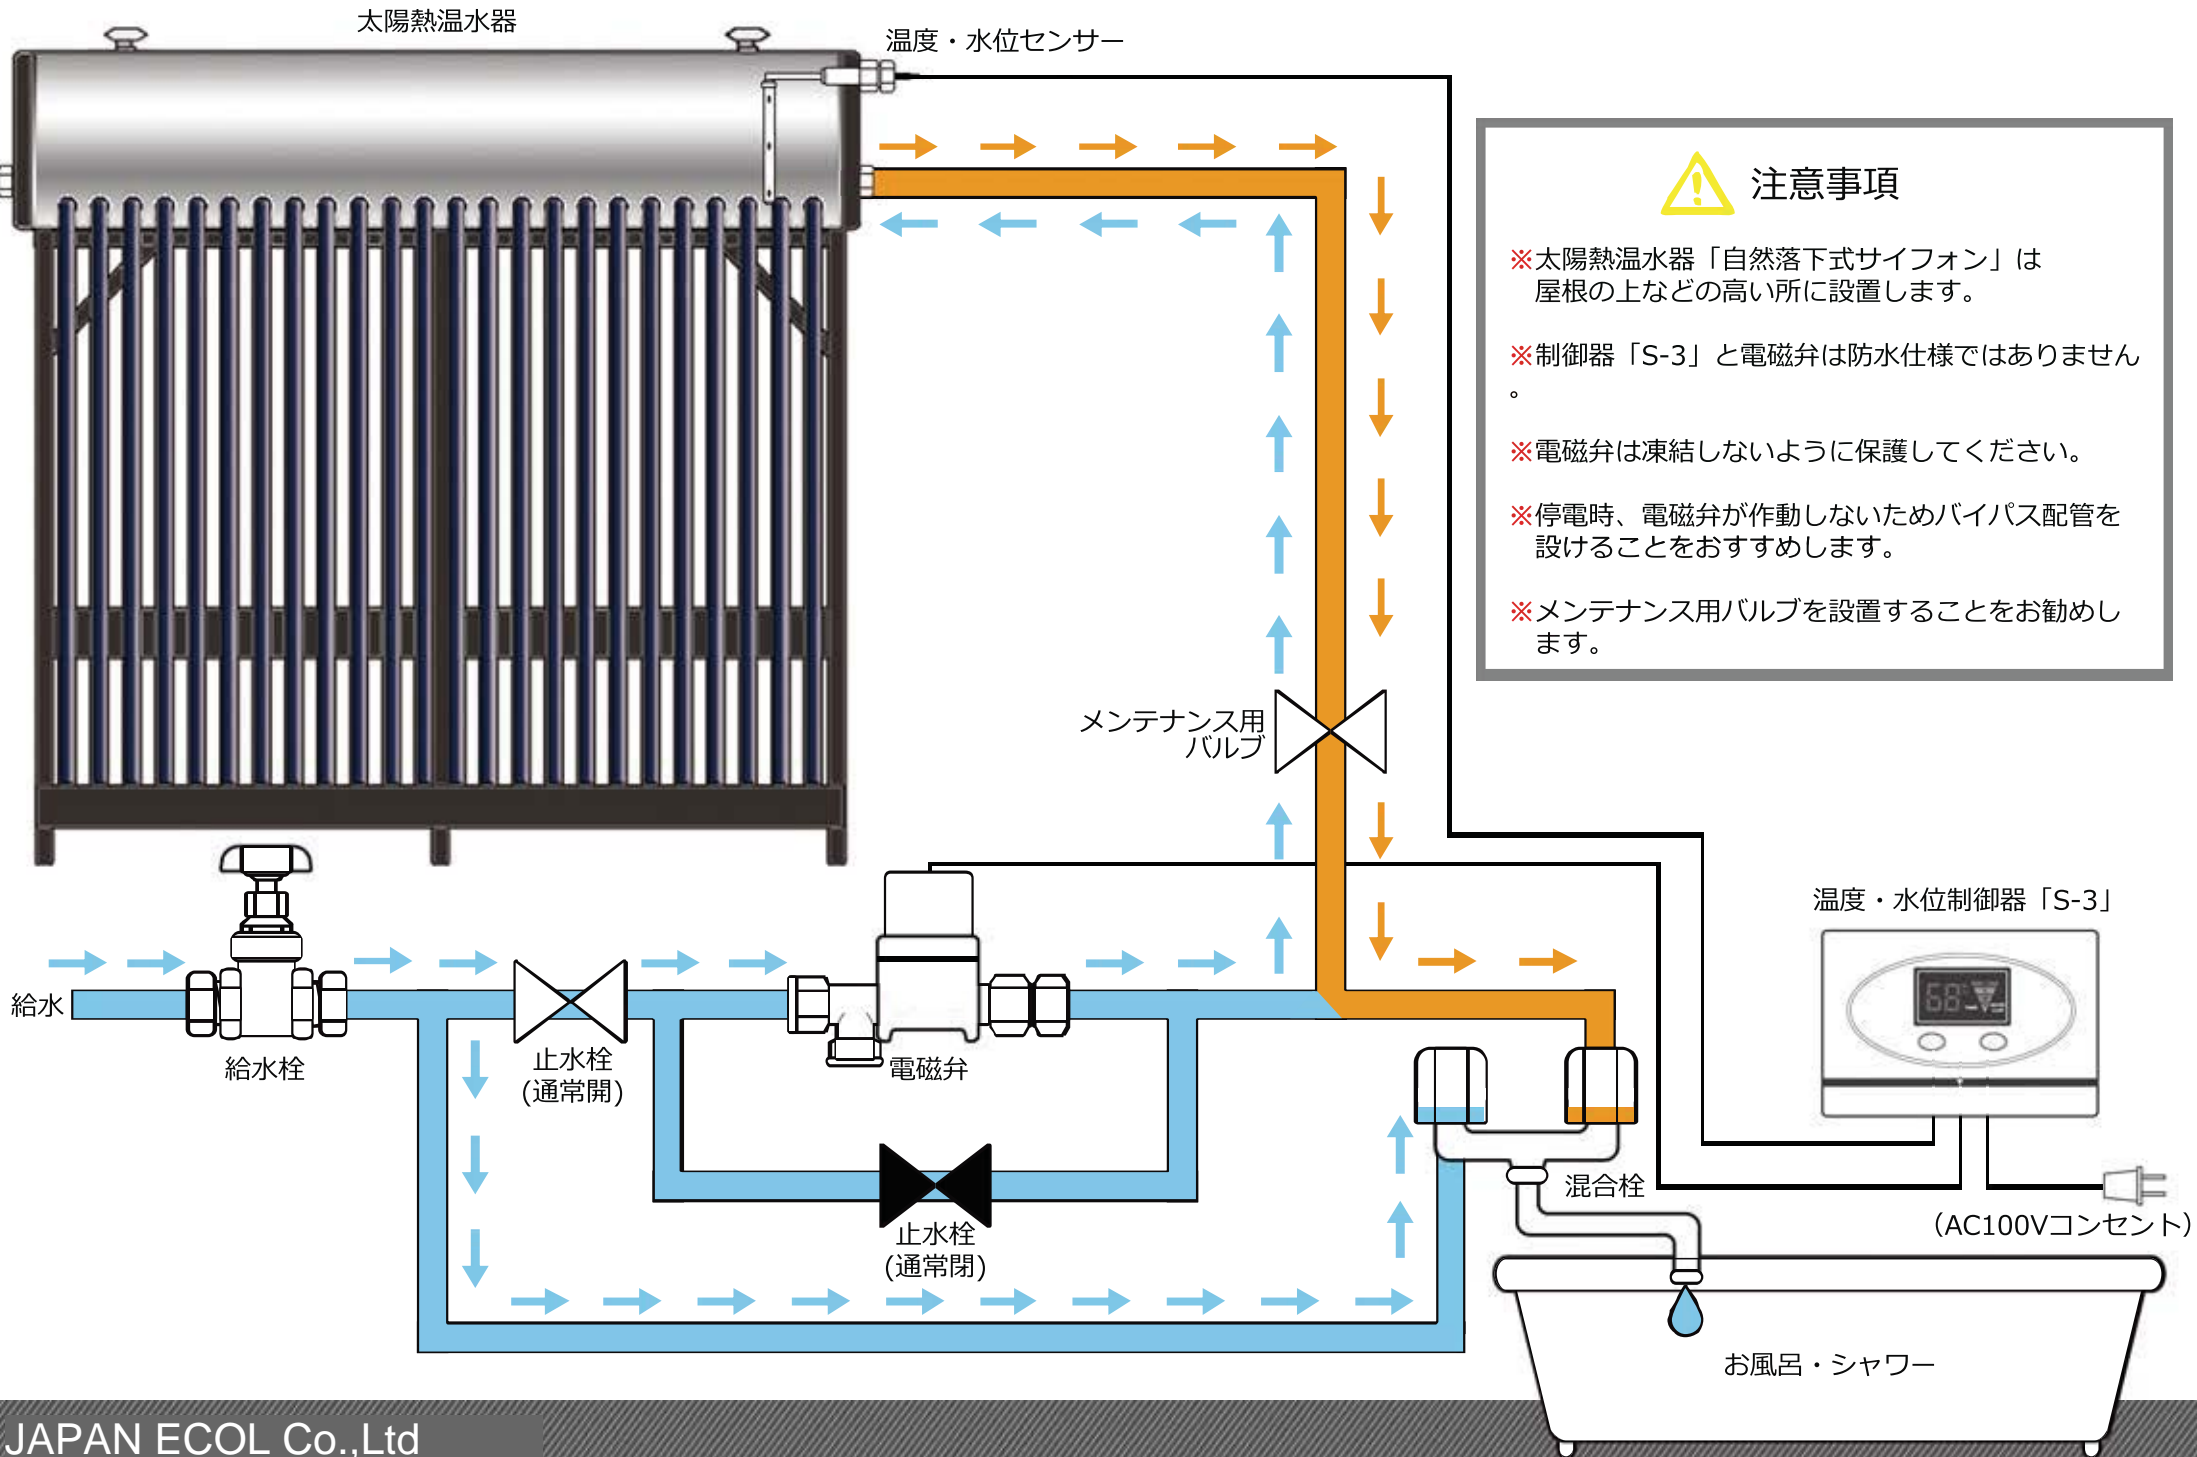 太陽熱温水器
温度・水位センサー
注意事項
※太陽熱温水器「自然落下式サイフォン」は
屋根の上などの高い所に設置します。
※制御器「S-3」と電磁弁は防水仕様ではありません
。
※電磁弁は凍結しないように保護してください。
※停電時、電磁弁が作動しないためバイパス配管を
設けることをおすすめします。
※メンテナンス用バルブを設置することをお勧めし
ます。
メンテナンス用
バルブ
温度・水位制御器「S-3」
68
給水
給水栓
止水栓
(通常開)
電磁弁
混合栓
止水栓
(通常閉)
(AC100Vコンセント)
お風呂・シャワー
JAPAN ECOL Co.,Ltd